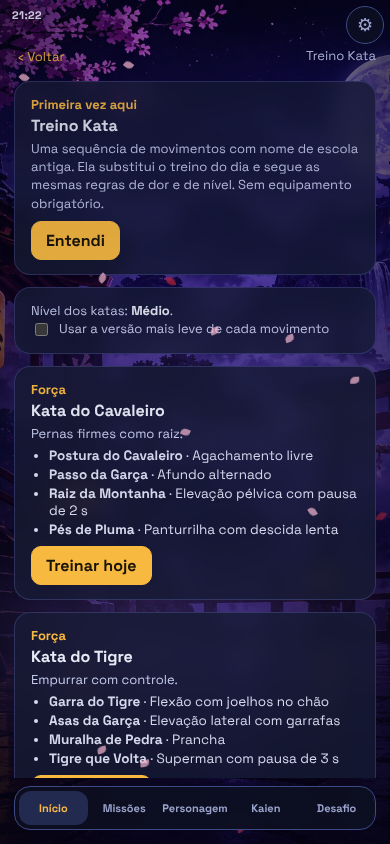 21:22
‹ Voltar
Treino Kata
Primeira vez aqui
Treino Kata
Uma sequência de movimentos com nome de escola
antiga. Ela substitui o treino do dia e segue as
mesmas regras de dor e de nível. Sem equipamento
obrigatório.
Entendi
Nível dos katas: Médio.
Usar a versão mais leve de cada movimento
Força
Kata do Cavaleiro
Pernas firmes como raiz.
• Postura do Cavaleiro · Agachamento livre
• Passo da Garça · Afundo alternado
• Raiz da Montanha · Elevação pélvica com pausa
de 2 s
• Pés de Pluma · Panturrilha com descida lenta
Treinar hoje
Força
Kata do Tigre
Empurrar com controle.
• Garra do Tigre · Flexão com joelhos no chão
• Asas da Garça · Elevação lateral com garrafas
• Muralha de Pedra · Prancha
• Tigre que Volta · Superman com pausa de 3 s
Início
Missões
Personagem
Kaien
Desafio